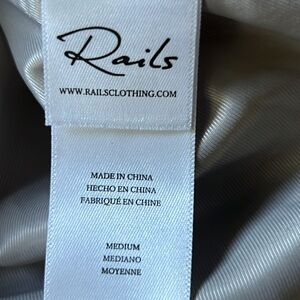 Rails
WWW.RAILSCLOTHING.COM
MADE IN CHINA
HECHO EN CHINA
FABRIQUÉ EN CHINE
MEDIUM
MEDIANO
MOYENNE